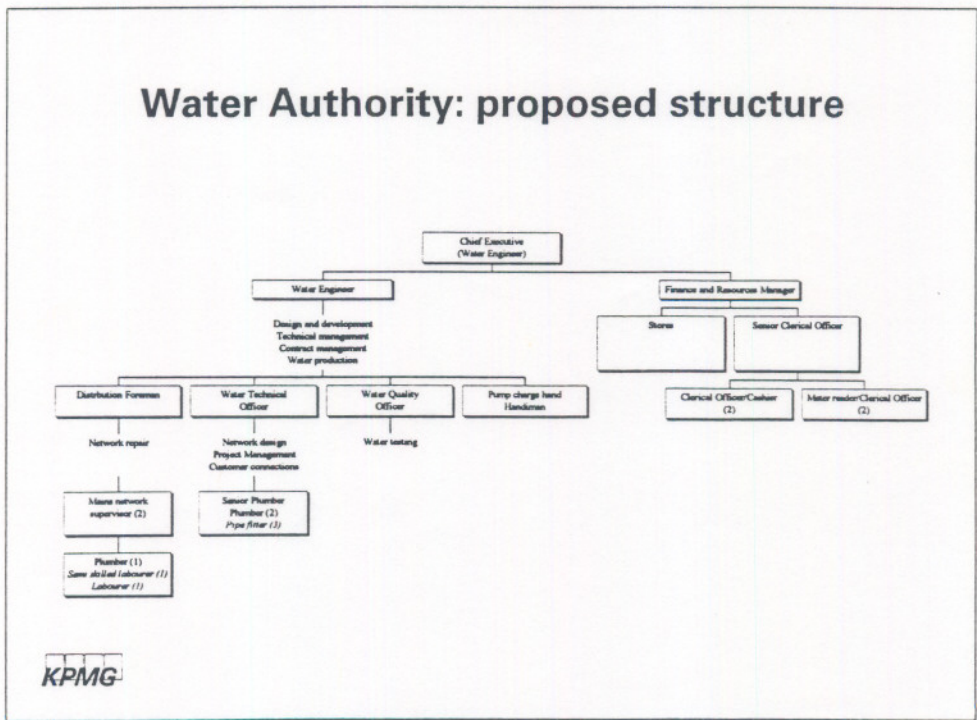 Water Authority: proposed structure
Chief Executive
(Water Engineer)
Water Engineer
Finance and Resources Manager
Design and development
Technical management
Contract management
Water production
Stores
Senior Clerical Officer
Distribution Foreman
Water Technical
Officer
Water Quality
Officer
Pump charge hand
Handiman
Clerical Officer/Cashier
(2)
Meter reader/Clerical Officer
(2)
Network repair
Network design
Project Management
Customer connections
Water testing
Mains network
supervisor (2)
Senior Plumber
Plumber (2)
Pipe fitter (3)
Plumber (1)
Semi skilled labourer (1)
Labourer (1)
KPMG